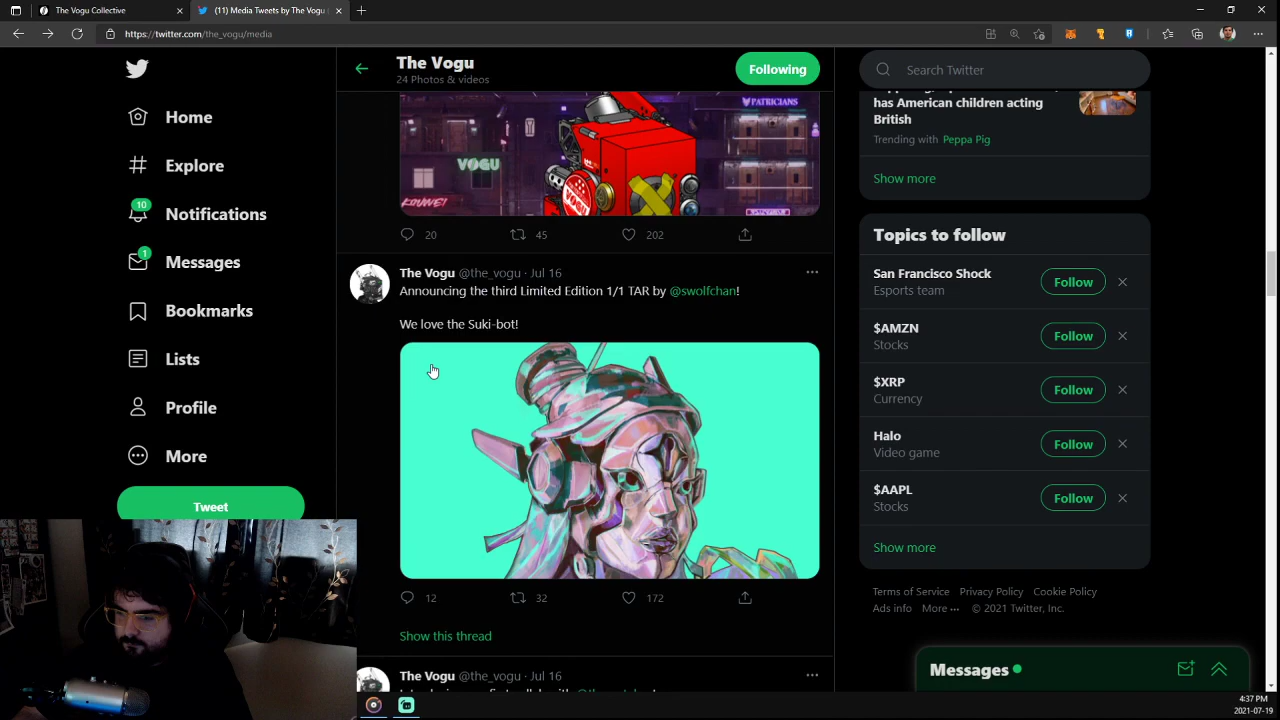 The Vogu Collective
(11) Media Tweets by The Vogu (
https://twitter.com/the_vogu/media
The Vogu
24 Photos & videos
Following
Search Twitter
Home
Explore
10
Notifications
1
Messages
Bookmarks
Lists
Profile
More
Tweet
PATRICIANS
VOGU
VOGU
20
45
202
The Vogu @the_vogu · Jul 16
Announcing the third Limited Edition 1/1 TAR by @swolfchan!
We love the Suki-bot!
12
32
172
Show this thread
The Vogu @the_vogu · Jul 16
has American children acting
British
Trending with Peppa Pig
Show more
Topics to follow
San Francisco Shock
Esports team
Follow
$AMZN
Stocks
Follow
$XRP
Currency
Follow
Halo
Video game
Follow
$AAPL
Stocks
Follow
Show more
Terms of Service Privacy Policy Cookie Policy
Ads info More ··· © 2021 Twitter, Inc.
Messages
4:37 PM
2021-07-19